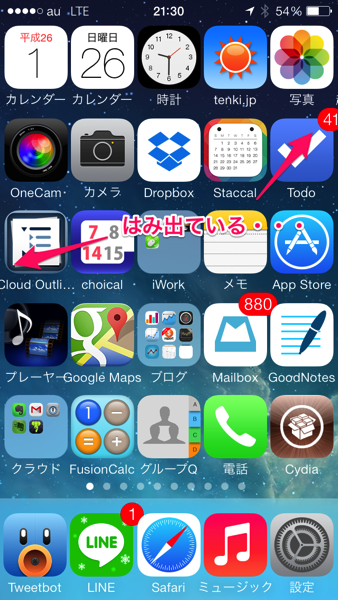 au LTE 21:30 54%
平成26 日曜日
1 26
カレンダー カレンダー 時計 tenki.jp 写真
41
OneCam カメラ Dropbox Staccal Todo
はみ出ている・・・
7 8
14 15
Cloud Outli... choical iWork メモ App Store
880
プレーヤー Google Maps ブログ Mailbox GoodNotes
クラウド FusionCalc グループQ 電話 Cydia
1
LINE
Tweetbot LINE Safari ミュージック 設定